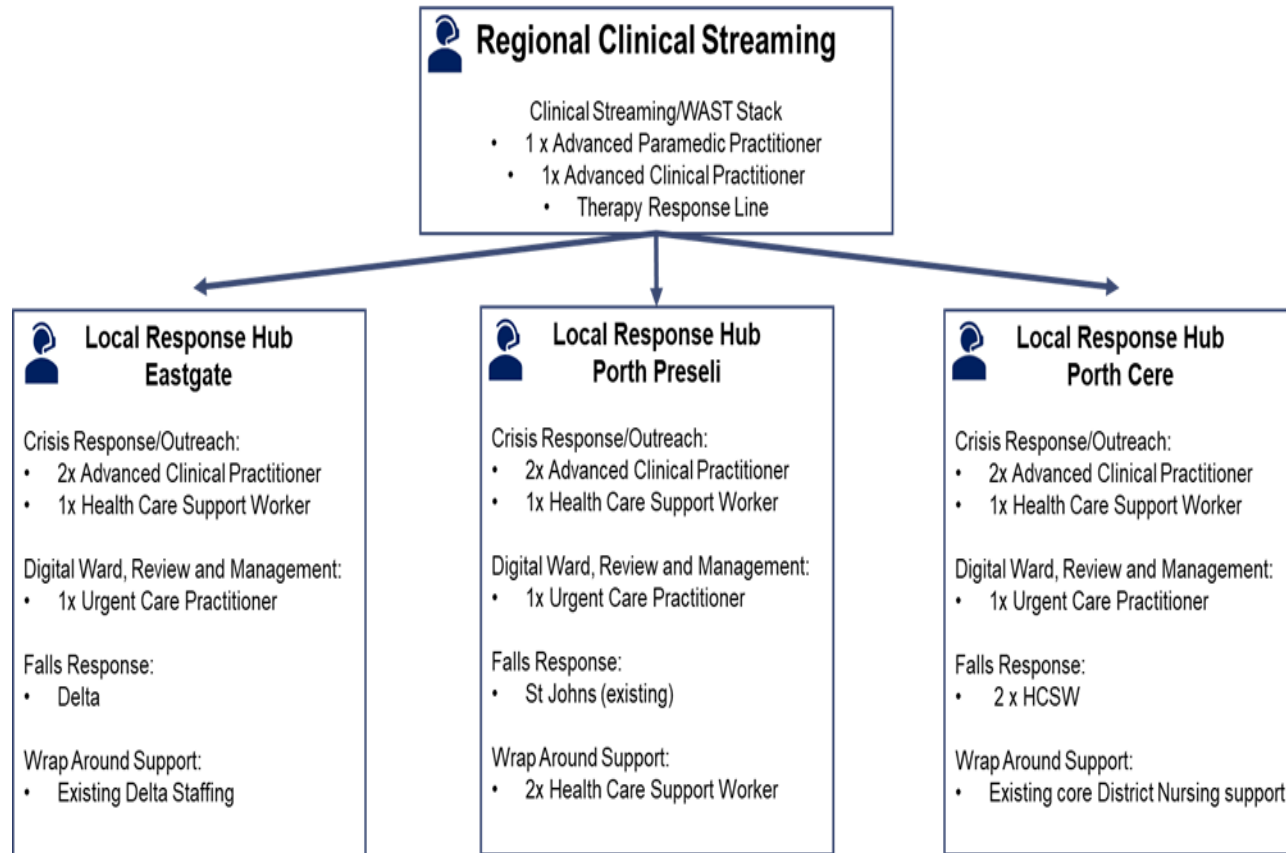 Regional Clinical Streaming
Clinical Streaming/WAST Stack
• 1 x Advanced Paramedic Practitioner
• 1x Advanced Clinical Practitioner
• Therapy Response Line
Local Response Hub
Eastgate
Crisis Response/Outreach:
• 2x Advanced Clinical Practitioner
• 1x Health Care Support Worker
Digital Ward, Review and Management:
• 1x Urgent Care Practitioner
Falls Response:
• Delta
Wrap Around Support:
• Existing Delta Staffing
Local Response Hub
Porth Preseli
Crisis Response/Outreach:
• 2x Advanced Clinical Practitioner
• 1x Health Care Support Worker
Digital Ward, Review and Management:
• 1x Urgent Care Practitioner
Falls Response:
• St Johns (existing)
Wrap Around Support:
• 2x Health Care Support Worker
Local Response Hub
Porth Cere
Crisis Response/Outreach:
• 2x Advanced Clinical Practitioner
• 1x Health Care Support Worker
Digital Ward, Review and Management:
• 1x Urgent Care Practitioner
Falls Response:
• 2 x HCSW
Wrap Around Support:
• Existing core District Nursing support